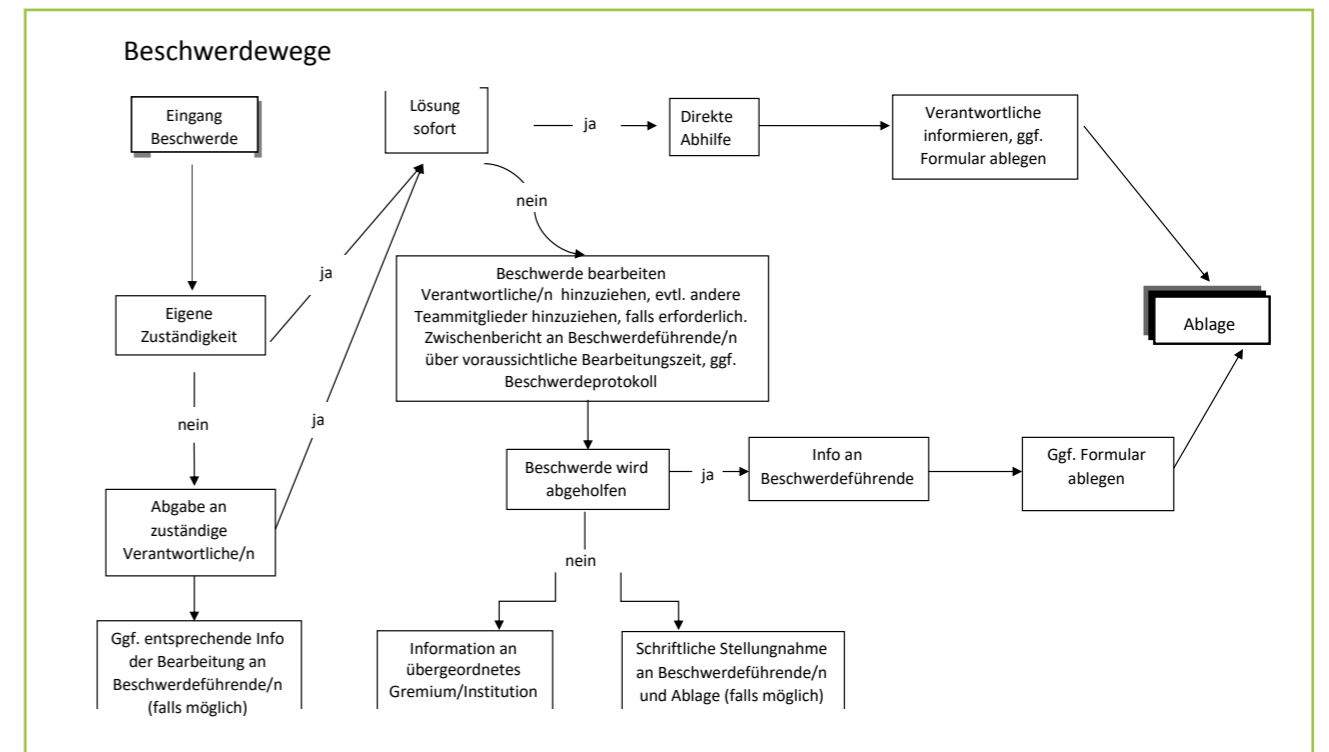 Beschwerdewege
Eingang
Beschwerde
Lösung
sofort
ja
Direkte
Abhilfe
Verantwortliche
informieren, ggf.
Formular ablegen
nein
ja
Beschwerde bearbeiten
Verantwortliche/n hinzuziehen, evtl. andere
Teammitglieder hinzuziehen, falls erforderlich.
Zwischenbericht an Beschwerdeführende/n
über voraussichtliche Bearbeitungszeit, ggf.
Beschwerdeprotokoll
Eigene
Zuständigkeit
Ablage
nein
ja
Beschwerde wird
abgeholfen
ja
Info an
Beschwerdeführende
Ggf. Formular
ablegen
Abgabe an
zuständige
Verantwortliche/n
nein
Ggf. entsprechende Info
der Bearbeitung an
Beschwerdeführende/n
(falls möglich)
Information an
übergeordnetes
Gremium/Institution
Schriftliche Stellungnahme
an Beschwerdeführende/n
und Ablage (falls möglich)